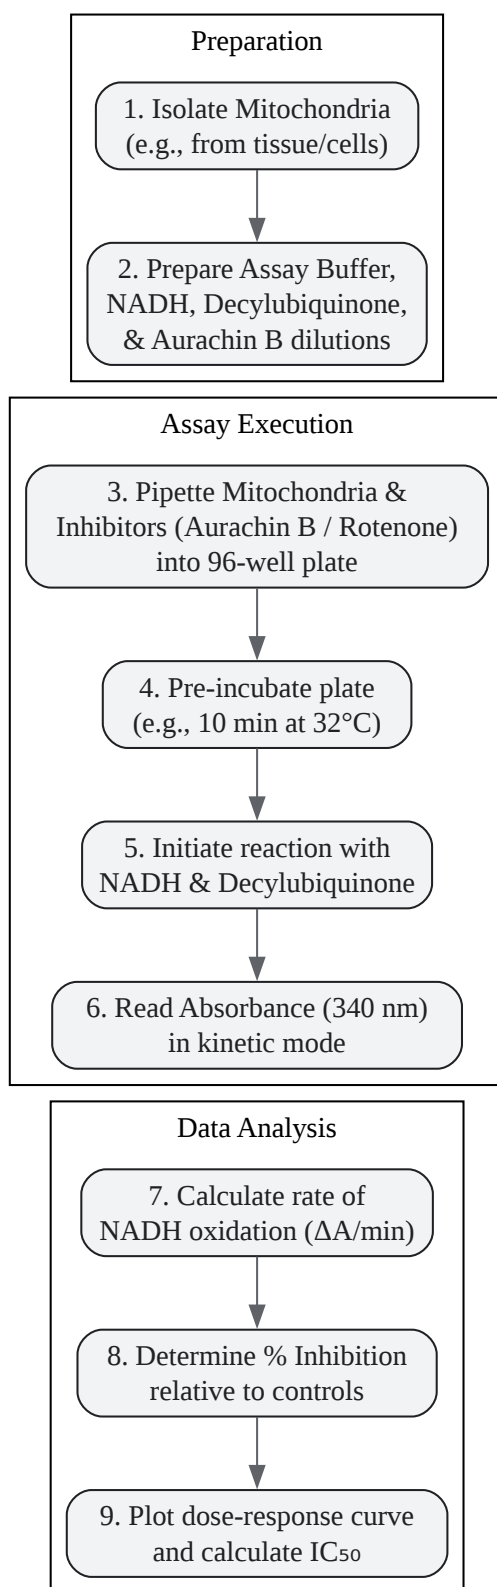 Preparation
1. Isolate Mitochondria
(e.g., from tissue/cells)
2. Prepare Assay Buffer,
NADH, Decylubiquinone,
& Aurachin B dilutions
Assay Execution
3. Pipette Mitochondria &
Inhibitors (Aurachin B / Rotenone)
into 96-well plate
4. Pre-incubate plate
(e.g., 10 min at 32°C)
5. Initiate reaction with
NADH & Decylubiquinone
6. Read Absorbance (340 nm)
in kinetic mode
Data Analysis
7. Calculate rate of
NADH oxidation (ΔA/min)
8. Determine % Inhibition
relative to controls
9. Plot dose-response curve
and calculate IC₅₀